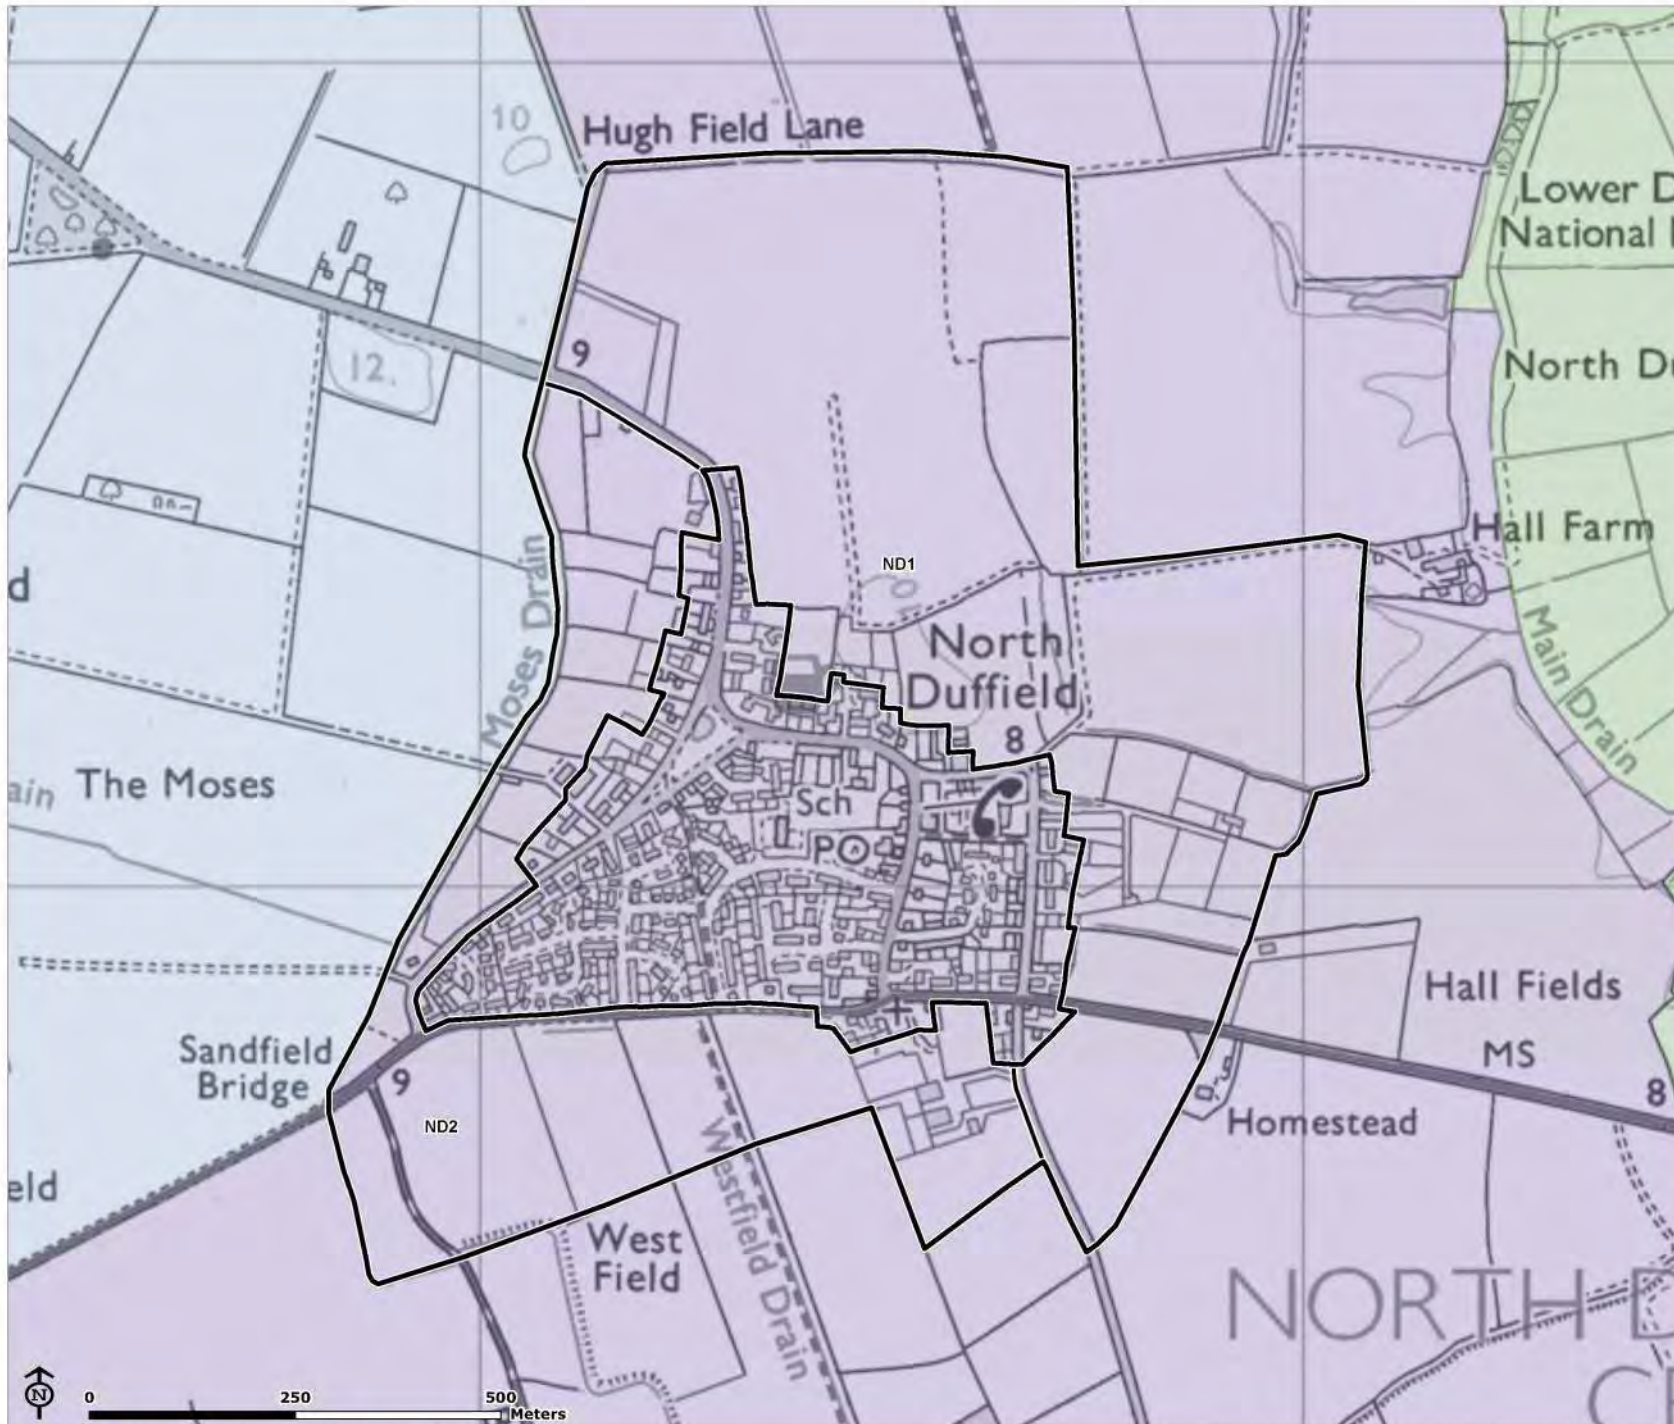 10
Hugh Field Lane
Lower D
National
9
12.
North Du
Hall Farm
ND1
d
Moses Drain
North
Duffield
Main Drain
8
The Moses
ain
Sch
PO
Hall Fields
MS
Sandfield
Bridge
9
8
Homestead
ND2
eld
Westfield Drain
West
Field
NORTH D
N
0 250 500
Meters